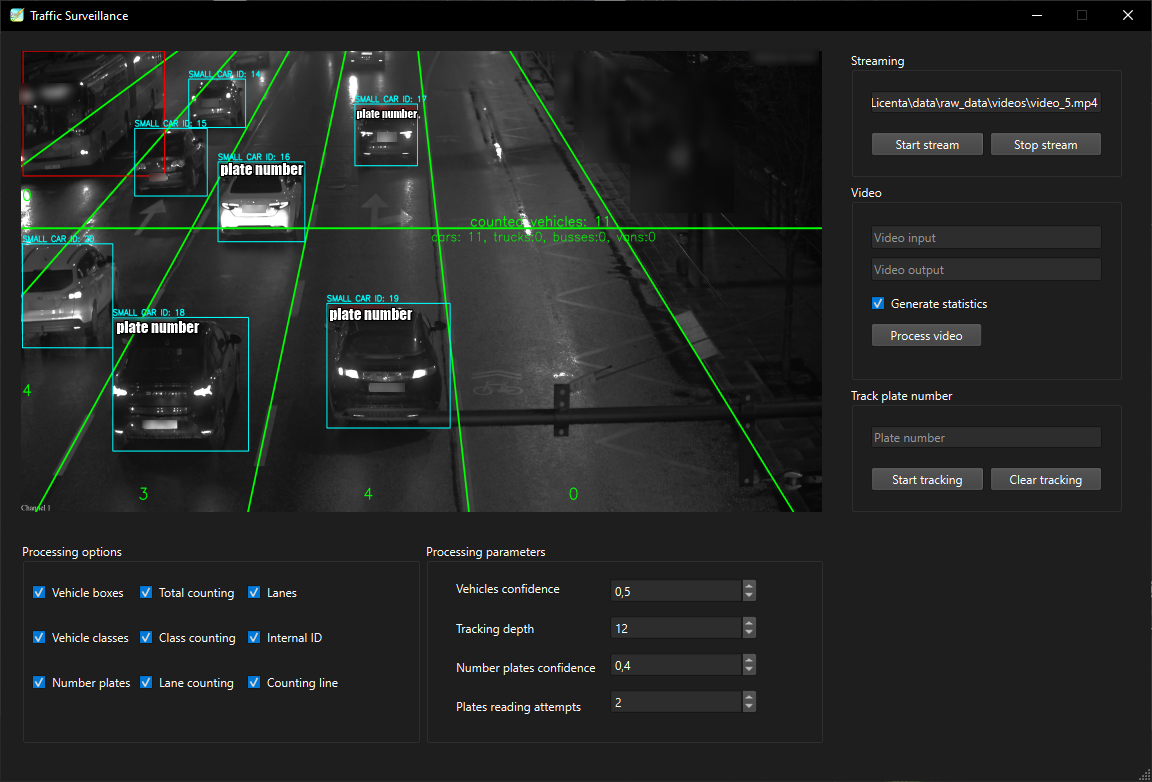 Traffic Surveillance
SMALL CAR ID: 14
SMALL CAR ID: 17
plate number
SMALL CAR ID: 15
SMALL CAR ID: 16
plate number
0
counted vehicles: 11
cars: 11, trucks:0, busses:0, vans:0
SMALL CAR ID: 20
SMALL CAR ID: 18
plate number
SMALL CAR ID: 19
plate number
4
3
4
0
Channel 1
Streaming
Licenta\data\raw_data\videos\video_5.mp4
Start stream
Stop stream
Video
Video input
Video output
Generate statistics
Process video
Track plate number
Plate number
Start tracking
Clear tracking
Processing options
Vehicle boxes
Total counting
Lanes
Vehicle classes
Class counting
Internal ID
Number plates
Lane counting
Counting line
Processing parameters
Vehicles confidence
0,5
Tracking depth
12
Number plates confidence
0,4
Plates reading attempts
2